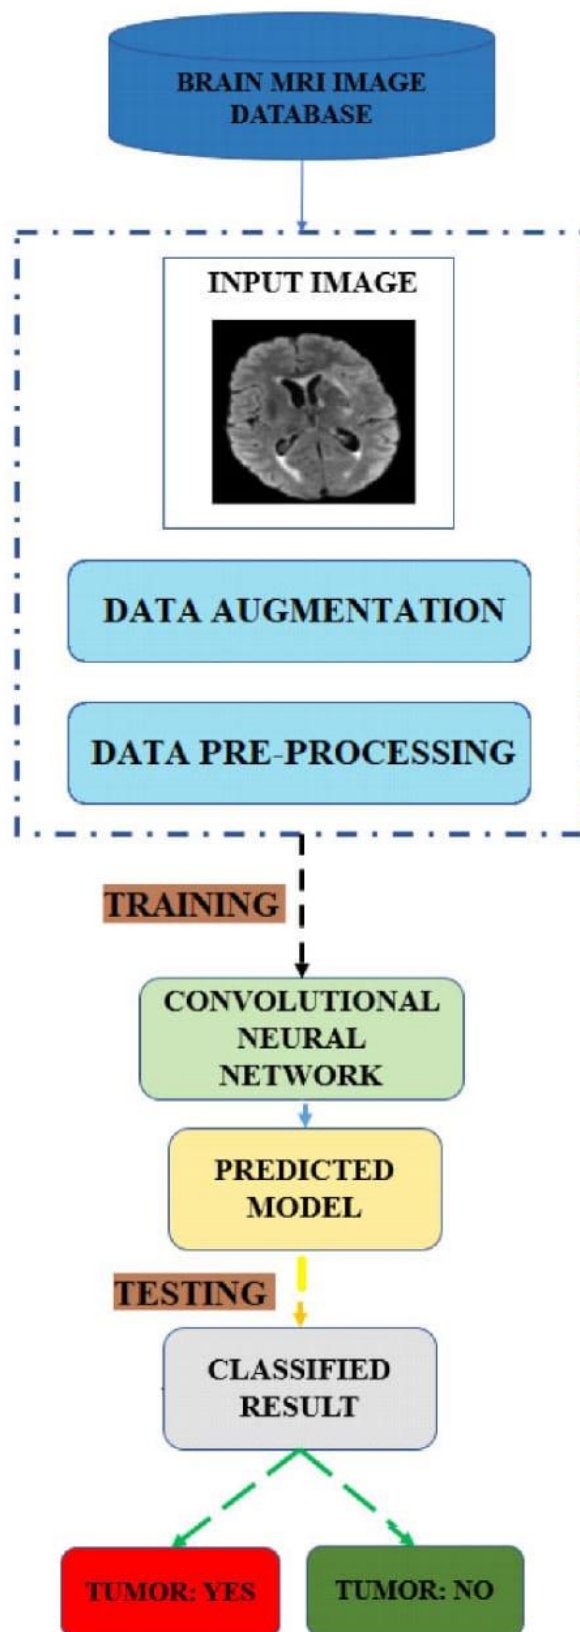 BRAIN MRI IMAGE
DATABASE
INPUT IMAGE
DATA AUGMENTATION
DATA PRE-PROCESSING
TRAINING
CONVOLUTIONAL
NEURAL
NETWORK
PREDICTED
MODEL
TESTING
CLASSIFIED
RESULT
TUMOR: YES
TUMOR: NO